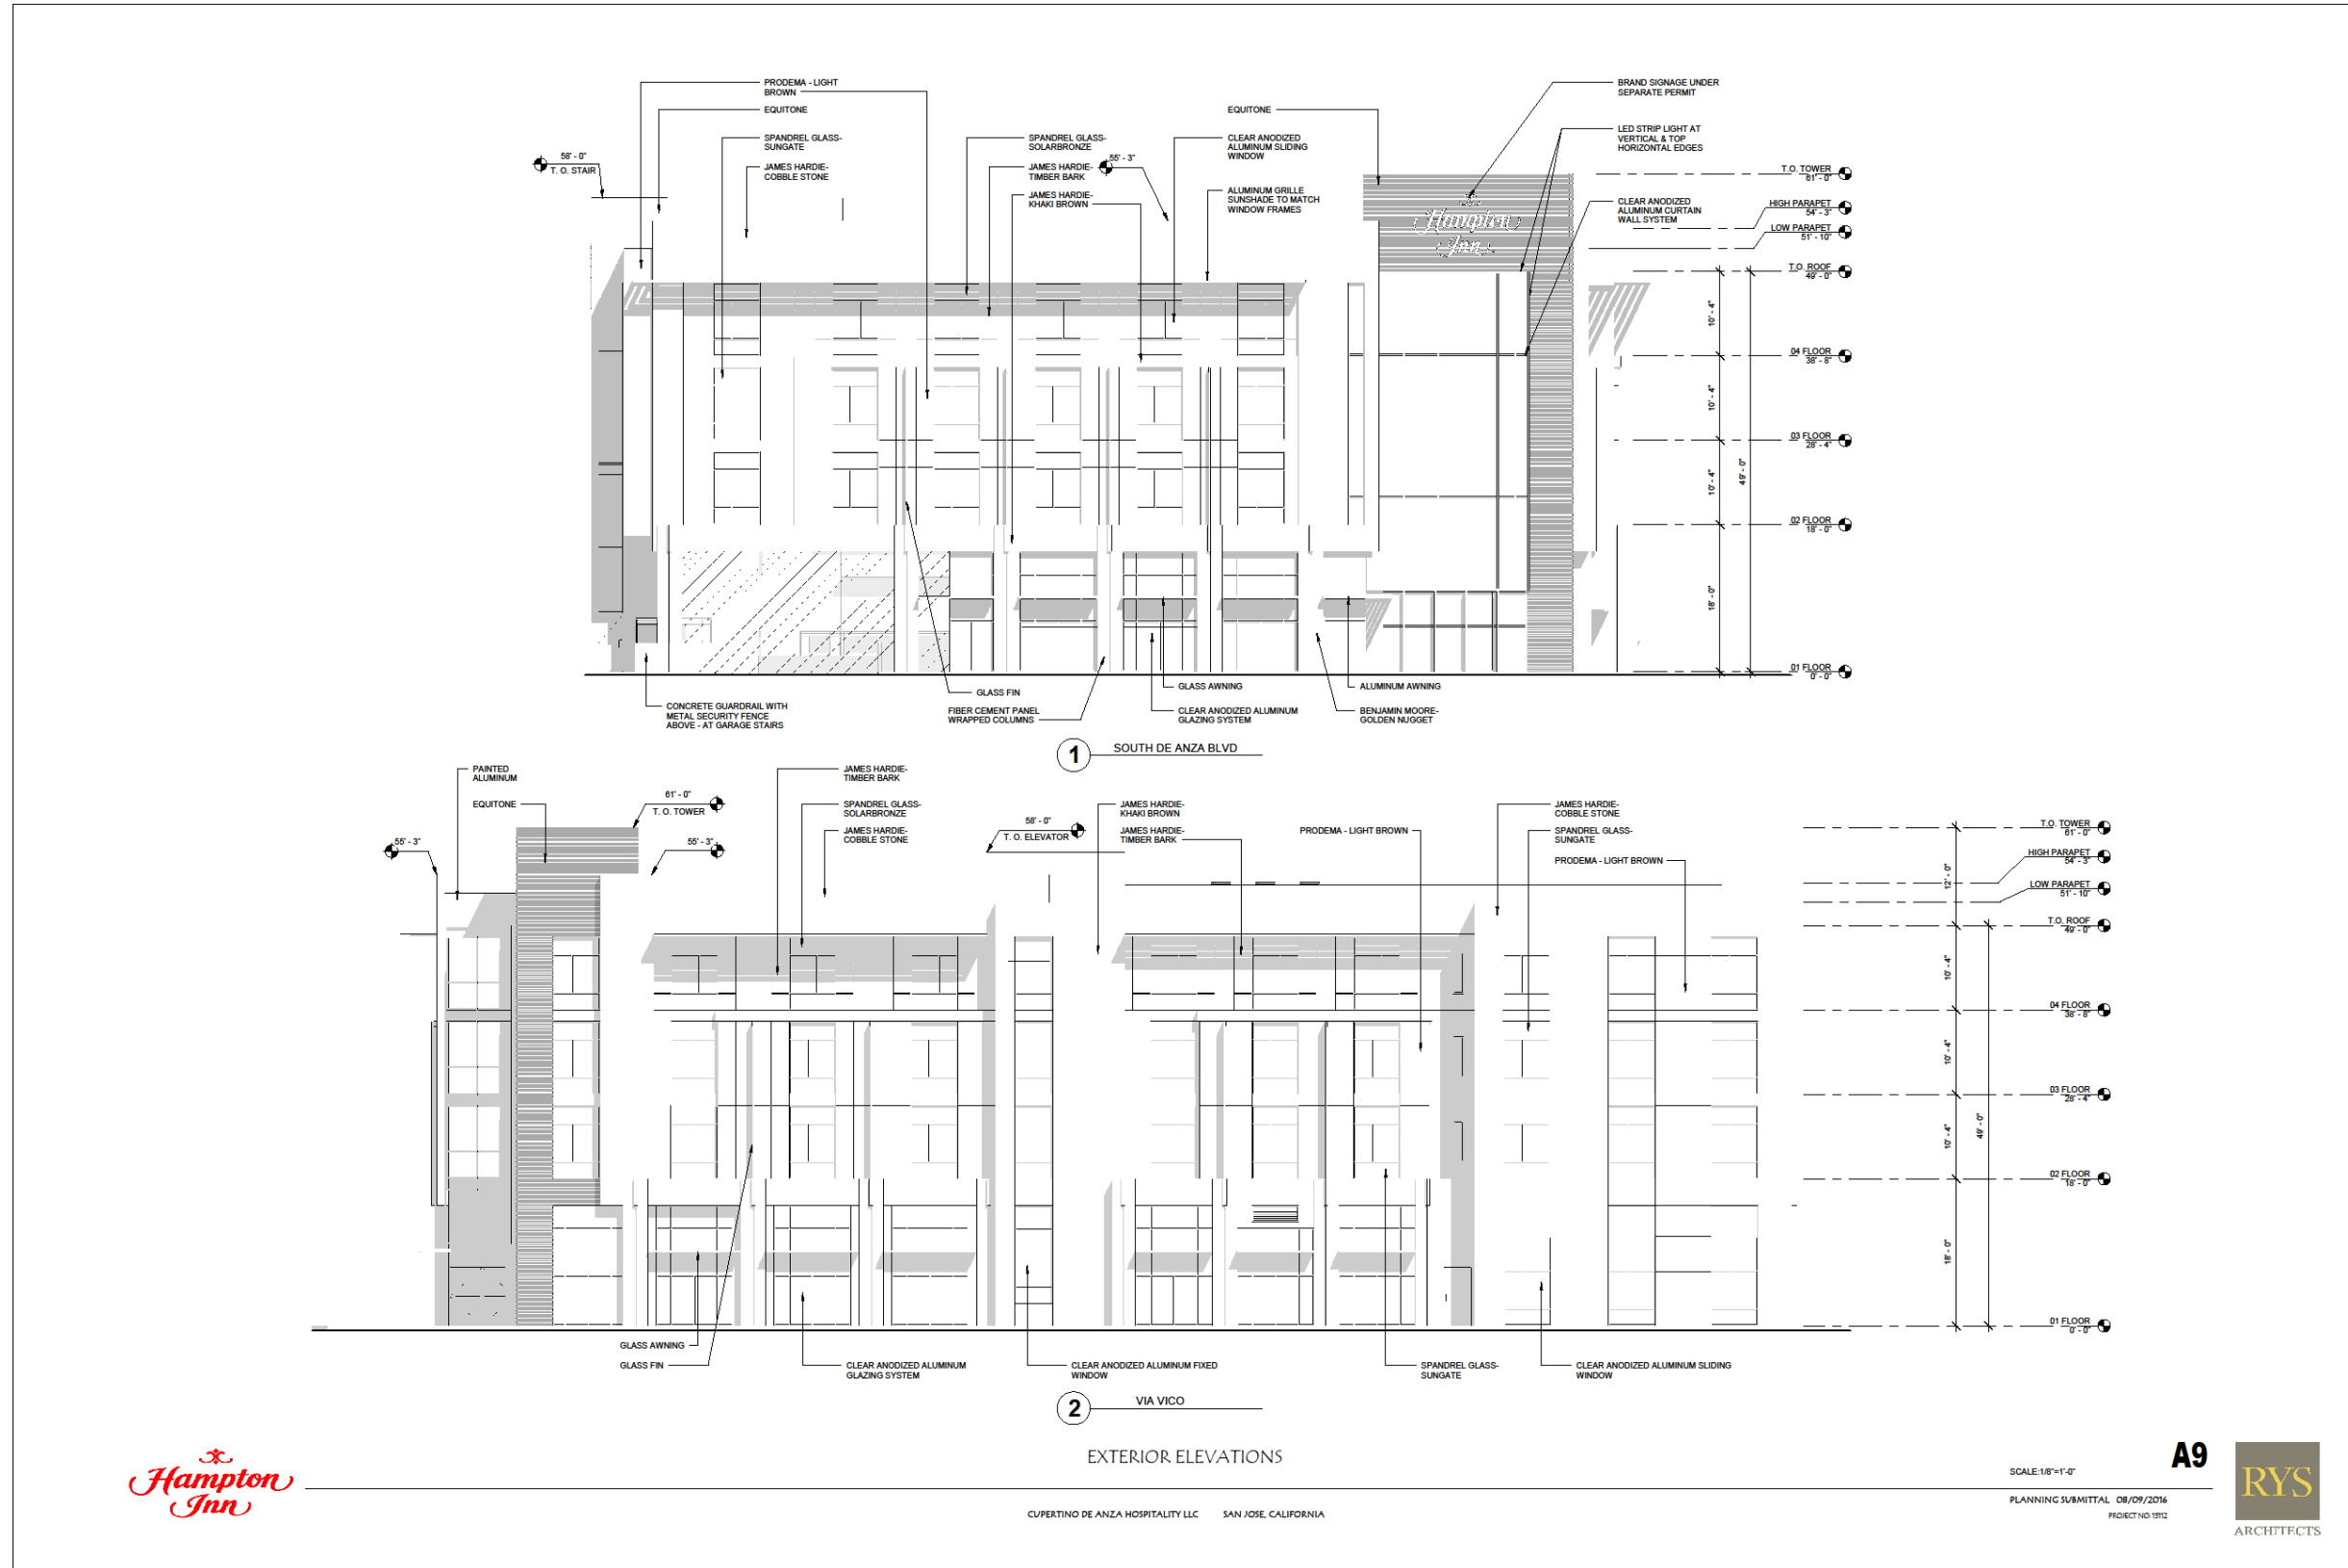 PRODEMA - LIGHT
BROWN
EQUITONE
SPANDREL GLASS-
SUNGATE
JAMES HARDIE-
COBBLE STONE
58' - 0"
T. O. STAIR
SPANDREL GLASS-
SOLARBRONZE
JAMES HARDIE-
TIMBER BARK
JAMES HARDIE-
KHAKI BROWN
55' - 3"
EQUITONE
CLEAR ANODIZED
ALUMINUM SLIDING
WINDOW
ALUMINUM GRILLE
SUNSHADE TO MATCH
WINDOW FRAMES
BRAND SIGNAGE UNDER
SEPARATE PERMIT
LED STRIP LIGHT AT
VERTICAL & TOP
HORIZONTAL EDGES
CLEAR ANODIZED
ALUMINUM CURTAIN
WALL SYSTEM
Hampton
Inn
T.O. TOWER
61' - 0"
HIGH PARAPET
54' - 3"
LOW PARAPET
51' - 10"
T.O. ROOF
49' - 0"
10' - 4"
04 FLOOR
38' - 8"
10' - 4"
03 FLOOR
28' - 4"
10' - 4"
49' - 0"
02 FLOOR
18' - 0"
18' - 0"
01 FLOOR
0' - 0"
CONCRETE GUARDRAIL WITH
METAL SECURITY FENCE
ABOVE - AT GARAGE STAIRS
GLASS FIN
FIBER CEMENT PANEL
WRAPPED COLUMNS
GLASS AWNING
CLEAR ANODIZED ALUMINUM
GLAZING SYSTEM
ALUMINUM AWNING
BENJAMIN MOORE-
GOLDEN NUGGET
1
SOUTH DE ANZA BLVD
PAINTED
ALUMINUM
EQUITONE
55' - 3"
61' - 0"
T. O. TOWER
55' - 3"
JAMES HARDIE-
TIMBER BARK
SPANDREL GLASS-
SOLARBRONZE
JAMES HARDIE-
COBBLE STONE
58' - 0"
T. O. ELEVATOR
JAMES HARDIE-
KHAKI BROWN
JAMES HARDIE-
TIMBER BARK
PRODEMA - LIGHT BROWN
JAMES HARDIE-
COBBLE STONE
SPANDREL GLASS-
SUNGATE
PRODEMA - LIGHT BROWN
T.O. TOWER
61' - 0"
HIGH PARAPET
54' - 3"
12' - 0"
LOW PARAPET
51' - 10"
T.O. ROOF
49' - 0"
10' - 4"
04 FLOOR
38' - 8"
10' - 4"
03 FLOOR
28' - 4"
10' - 4"
49' - 0"
02 FLOOR
18' - 0"
18' - 0"
01 FLOOR
0' - 0"
GLASS AWNING
GLASS FIN
CLEAR ANODIZED ALUMINUM
GLAZING SYSTEM
CLEAR ANODIZED ALUMINUM FIXED
WINDOW
SPANDREL GLASS-
SUNGATE
CLEAR ANODIZED ALUMINUM SLIDING
WINDOW
2
VIA VICO
EXTERIOR ELEVATIONS
Hampton
Inn
CUPERTINO DE ANZA HOSPITALITY LLC SAN JOSE, CALIFORNIA
A9
SCALE:1/8"=1'-0"
PLANNING SUBMITTAL 08/09/2016
PROJECT NO: 15112
RYS
ARCHITECTS